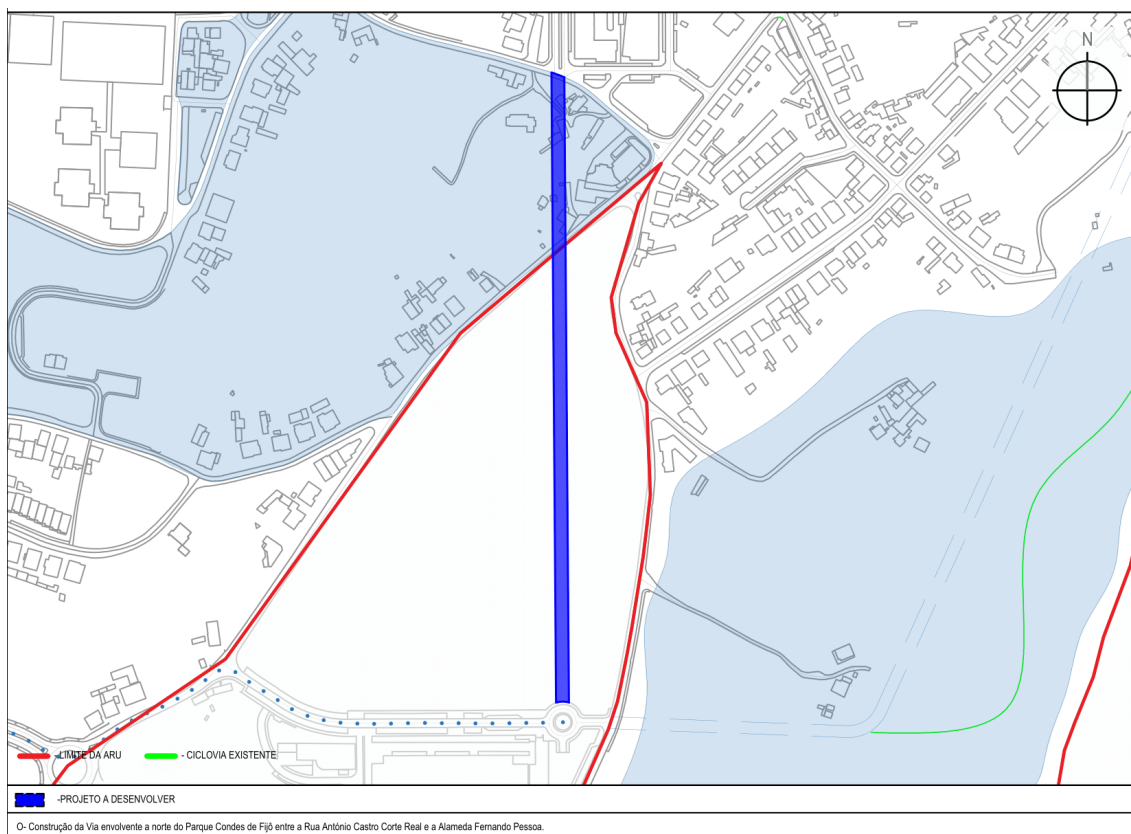 N
-LIMITE DA ARU
- CICLOVIA EXISTENTE
-PROJETO A DESENVOLVER
O- Construção da Via envolvente a norte do Parque Condes de Fijô entre a Rua António Castro Corte Real e a Alameda Fernando Pessoa.